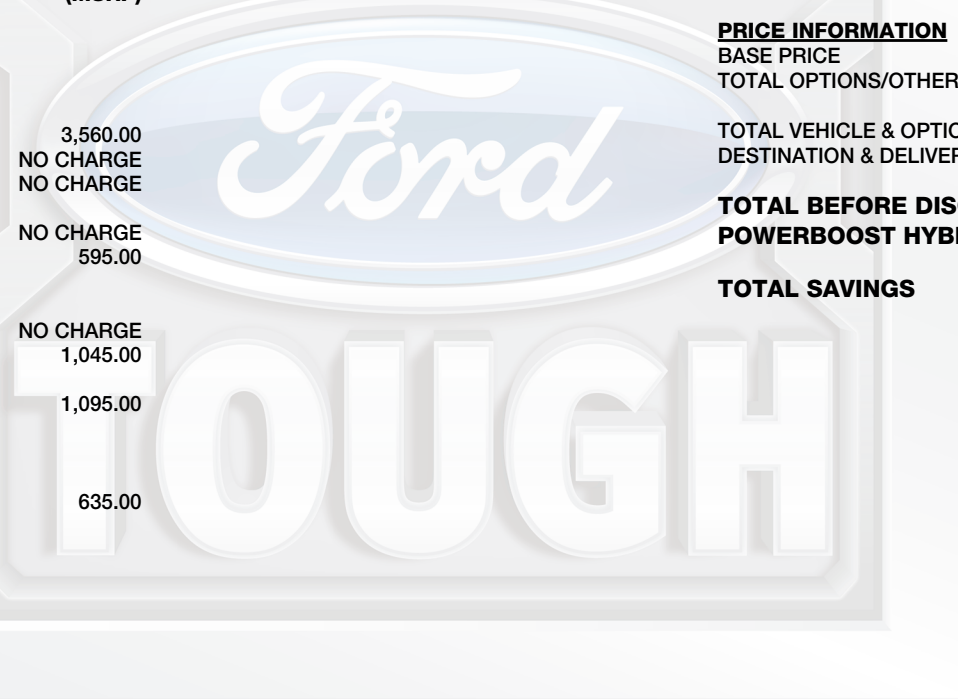 3,560.00
NO CHARGE
NO CHARGE
NO CHARGE
595.00
NO CHARGE
1,045.00
1,095.00
635.00
PRICE INFORMATION
BASE PRICE
TOTAL OPTIONS/OTHER
TOTAL VEHICLE & OPTIO
DESTINATION & DELIVER
TOTAL BEFORE DIS
POWERBOOST HYB
TOTAL SAVINGS
Ford
TOUGH